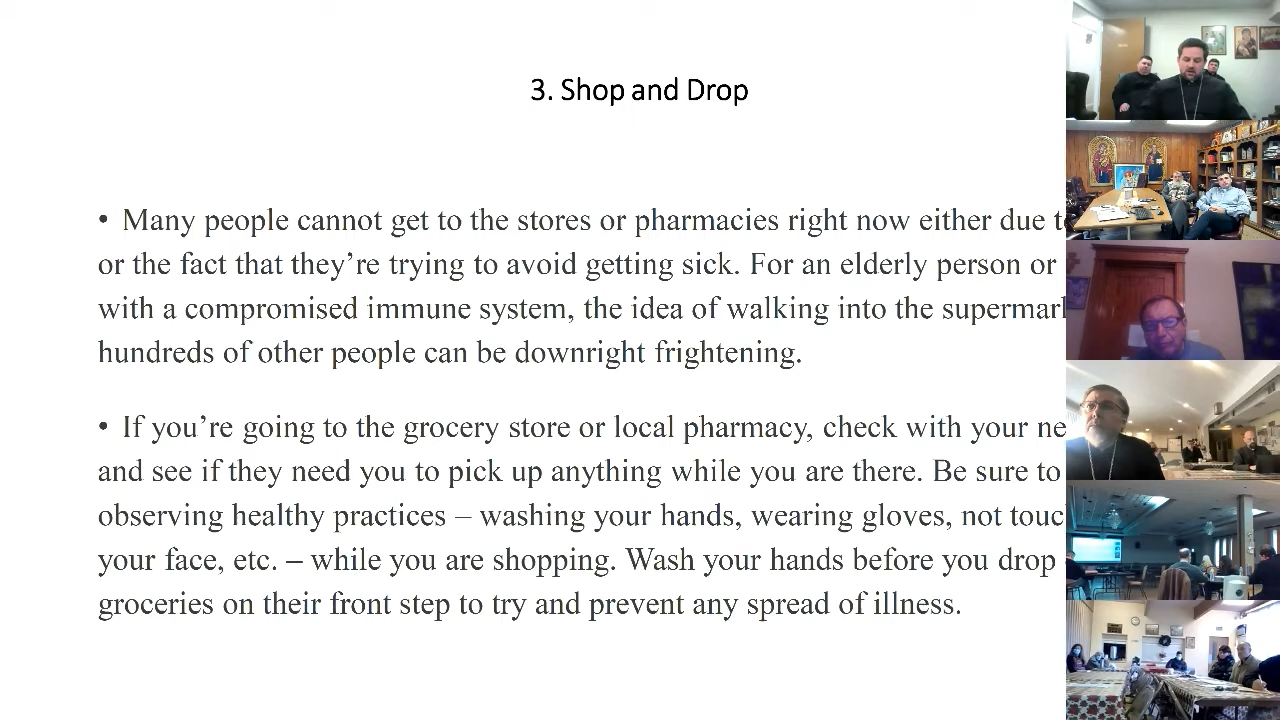 3. Shop and Drop
• Many people cannot get to the stores or pharmacies right now either due
or the fact that they’re trying to avoid getting sick. For an elderly person or
with a compromised immune system, the idea of walking into the
hundreds of other people can be downright frightening.
• If you’re going to the grocery store or local pharmacy, check with your
and see if they need you to pick up anything while you are there. Be sure to
observing healthy practices – washing your hands, wearing gloves, not
your face, etc. – while you are shopping. Wash your hands before you drop
groceries on their front step to try and prevent any spread of illness.